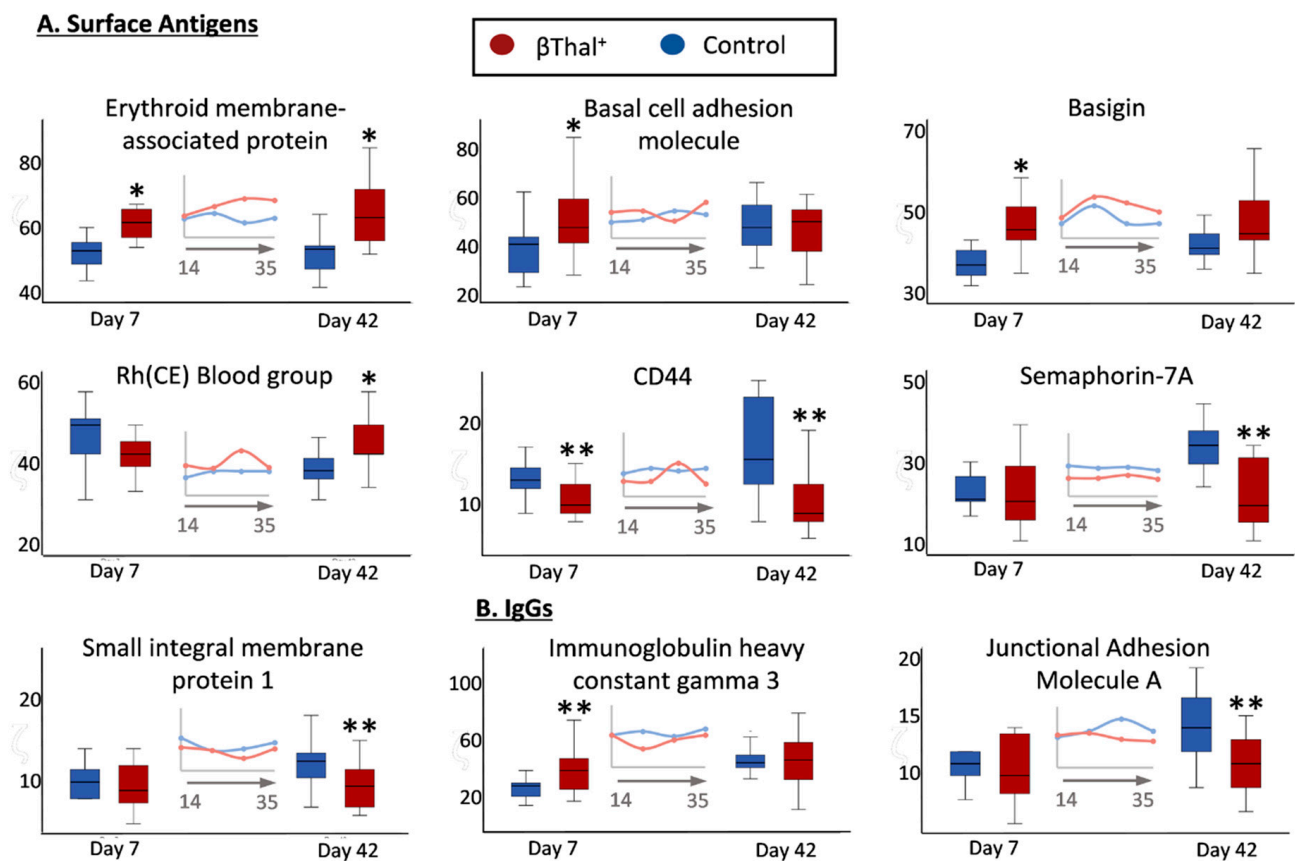 A. Surface Antigens
βThal⁺ Control
Erythroid membrane-
associated protein
80
60
40
ζ
*
*
14 35
Day 7 Day 42
Basal cell adhesion
molecule
80
60
40
20
*
14 35
Day 7 Day 42
Basigin
70
50
30
ζ
*
14 35
Day 7 Day 42
Rh(CE) Blood group
60
40
20
ζ
*
14 35
Day 7 Day 42
CD44
20
10
ζ
**
**
14 35
Day 7 Day 42
Semaphorin-7A
50
30
10
ζ
**
14 35
Day 7 Day 42
Small integral membrane
protein 1
20
10
ζ
**
14 35
Day 7 Day 42
B. IgGs
Immunoglobulin heavy
constant gamma 3
100
60
20
ζ
**
14 35
Day 7 Day 42
Junctional Adhesion
Molecule A
20
15
10
ζ
**
14 35
Day 7 Day 42